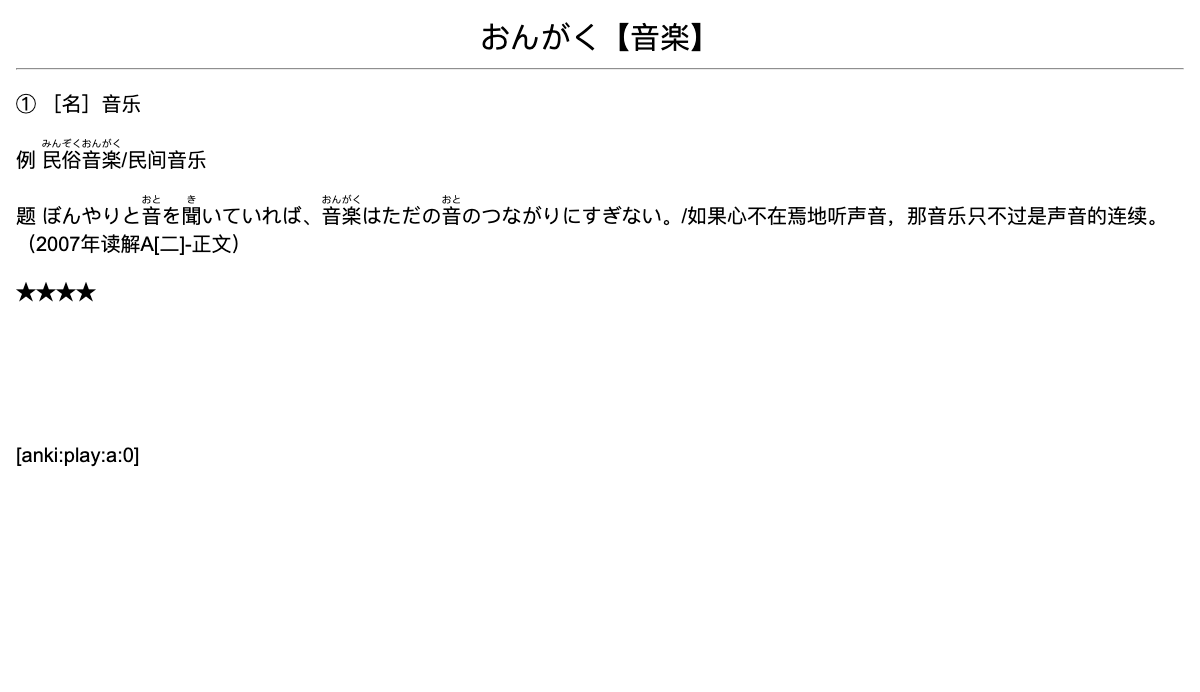 おんがく【音楽】
① ［名］音乐
みんぞくおんがく
例 民俗音楽/民间音乐
おと き おんがく おと
题 ぼんやりと音を聞いていれば、音楽はただの音のつながりにすぎない。/如果心不在焉地听声音，那音乐只不过是声音的连续。
（2007年读解A[二]-正文）
★★★★
[anki:play:a:0]